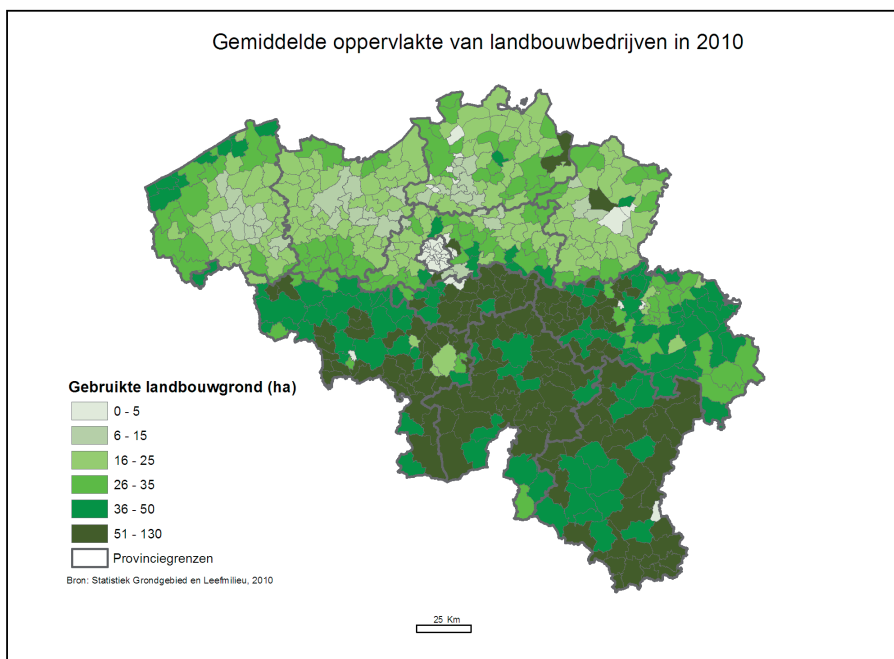 Gemiddelde oppervlakte van landbouwbedrijven in 2010
Gebruikte landbouwgrond (ha)
0 - 5
6 - 15
16 - 25
26 - 35
36 - 50
51 - 130
Provinciegrenzen
Bron: Statistiek Grondgebied en Leefmilieu, 2010
25 Km